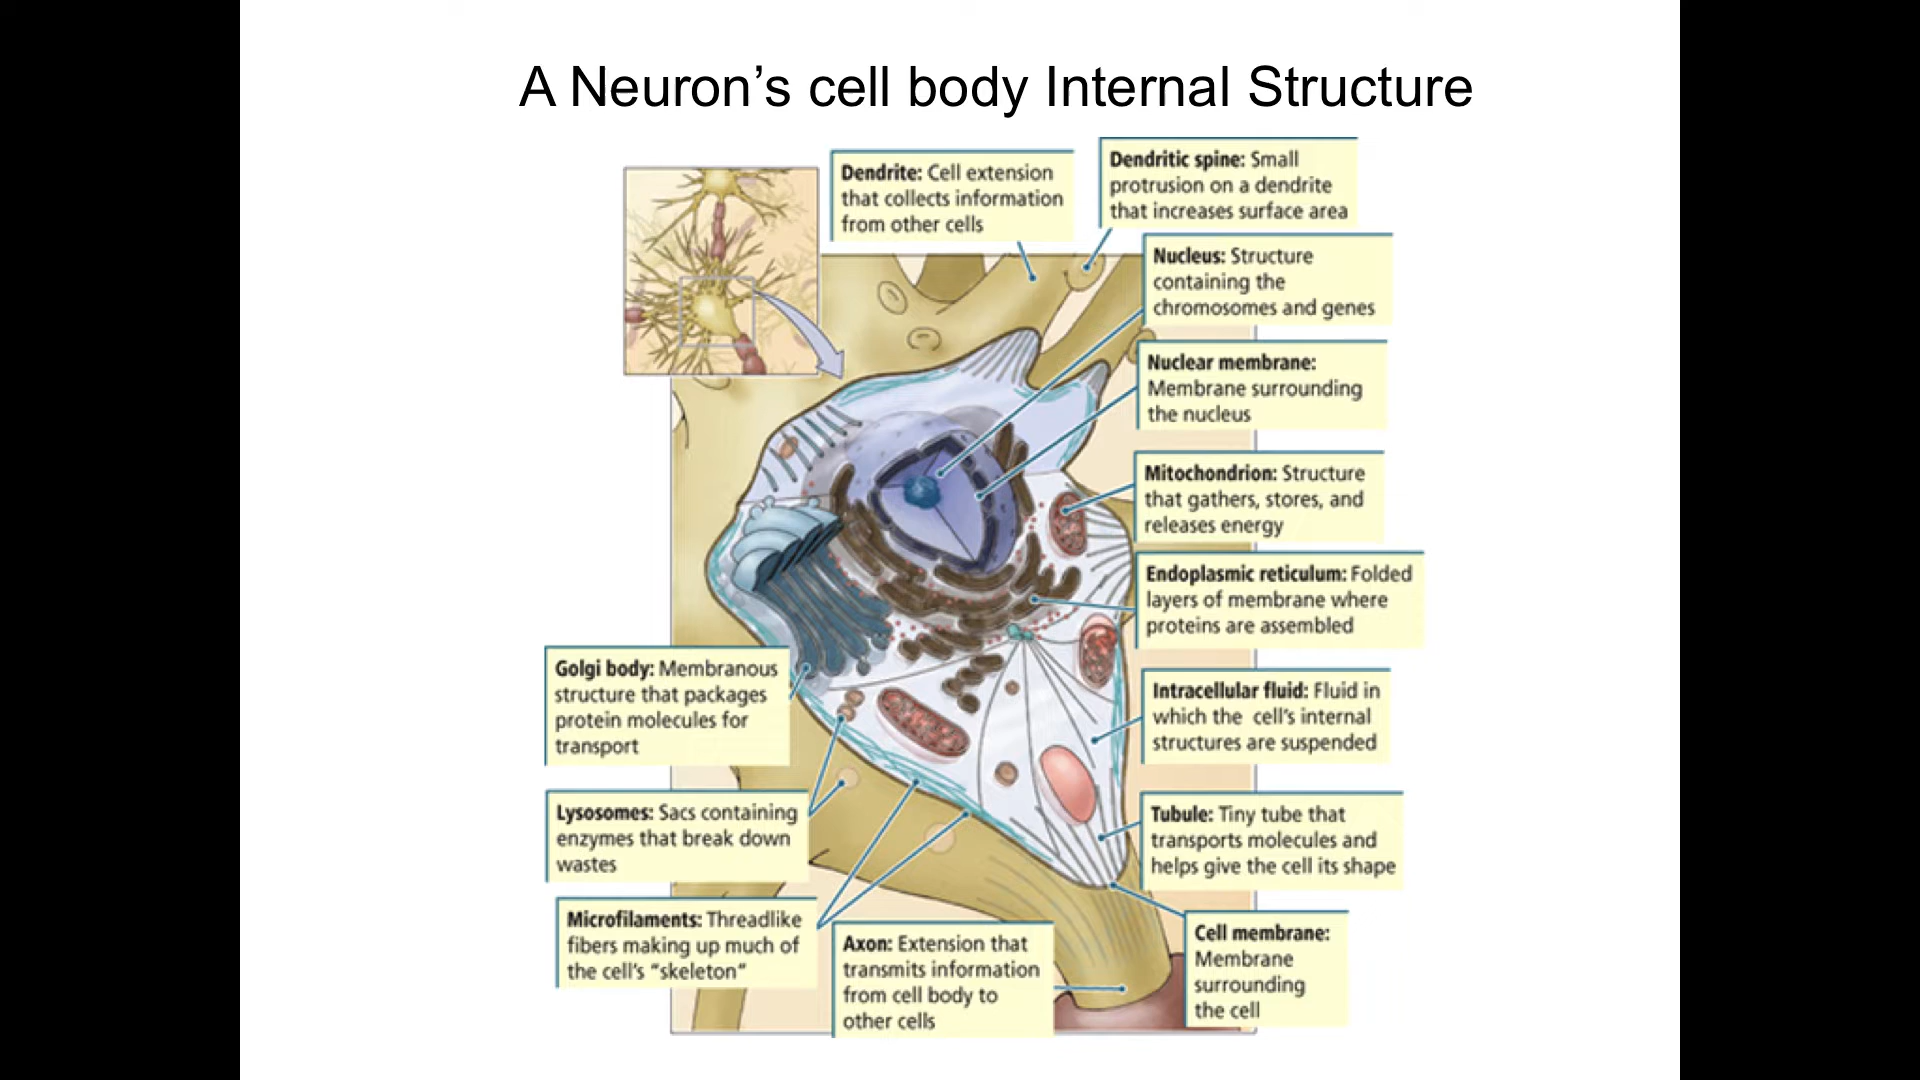 A Neuron’s cell body Internal Structure
Dendrite: Cell extension
that collects information
from other cells
Dendritic spine: Small
protrusion on a dendrite
that increases surface area
Nucleus: Structure
containing the
chromosomes and genes
Nuclear membrane:
Membrane surrounding
the nucleus
Mitochondrion: Structure
that gathers, stores, and
releases energy
Endoplasmic reticulum: Folded
layers of membrane where
proteins are assembled
Golgi body: Membranous
structure that packages
protein molecules for
transport
Intracellular fluid: Fluid in
which the cell’s internal
structures are suspended
Lysosomes: Sacs containing
enzymes that break down
wastes
Tubule: Tiny tube that
transports molecules and
helps give the cell its shape
Microfilaments: Threadlike
fibers making up much of
the cell’s “skeleton”
Axon: Extension that
transmits information
from cell body to
other cells
Cell membrane:
Membrane
surrounding
the cell